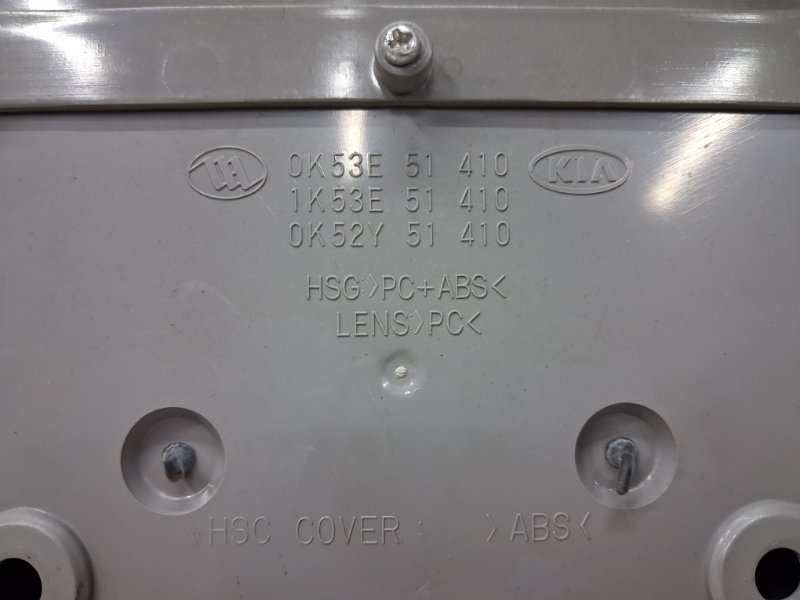 0K53E 51 410 KIA
1K53E 51 410
0K52Y 51 410
HSG:>PC+ABS<
LENS:>PC<
HSC COVER : >ABS<